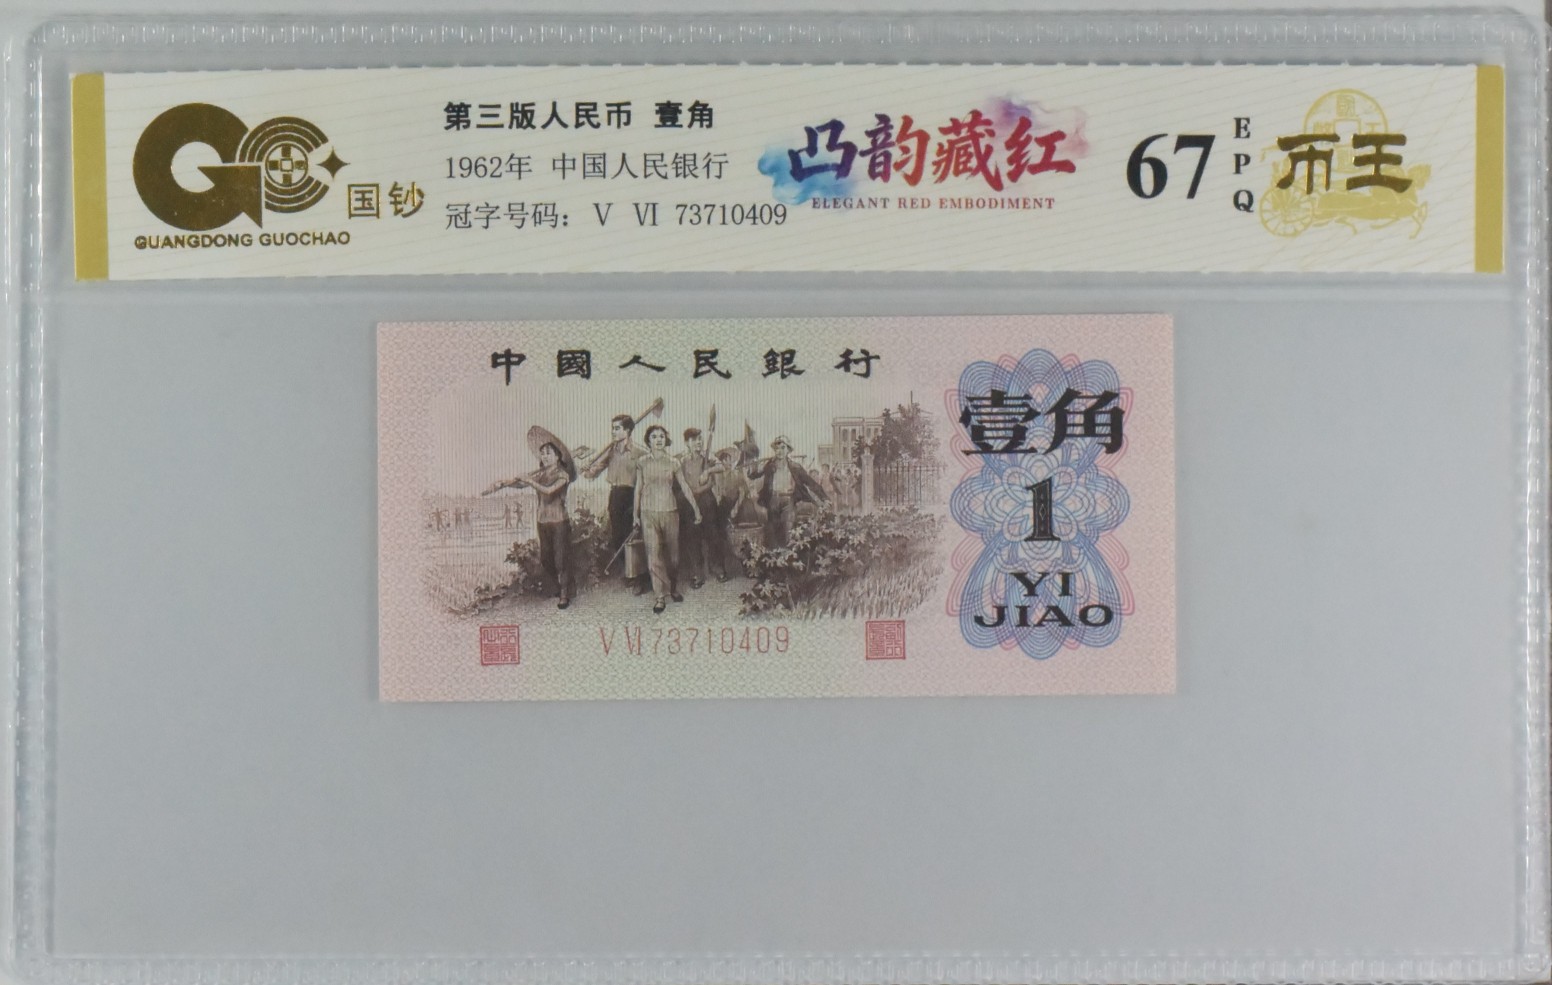 第三版人民币 壹角
1962年 中国人民银行
冠字号码: Ⅴ Ⅵ 73710409
国钞
GUANGDONG GUOCHAO
凸韵藏红
ELEGANT RED EMBODIMENT
67
EPQ
币王
中國人民銀行
壹角
1
YI
JIAO
Ⅴ Ⅵ 73710409